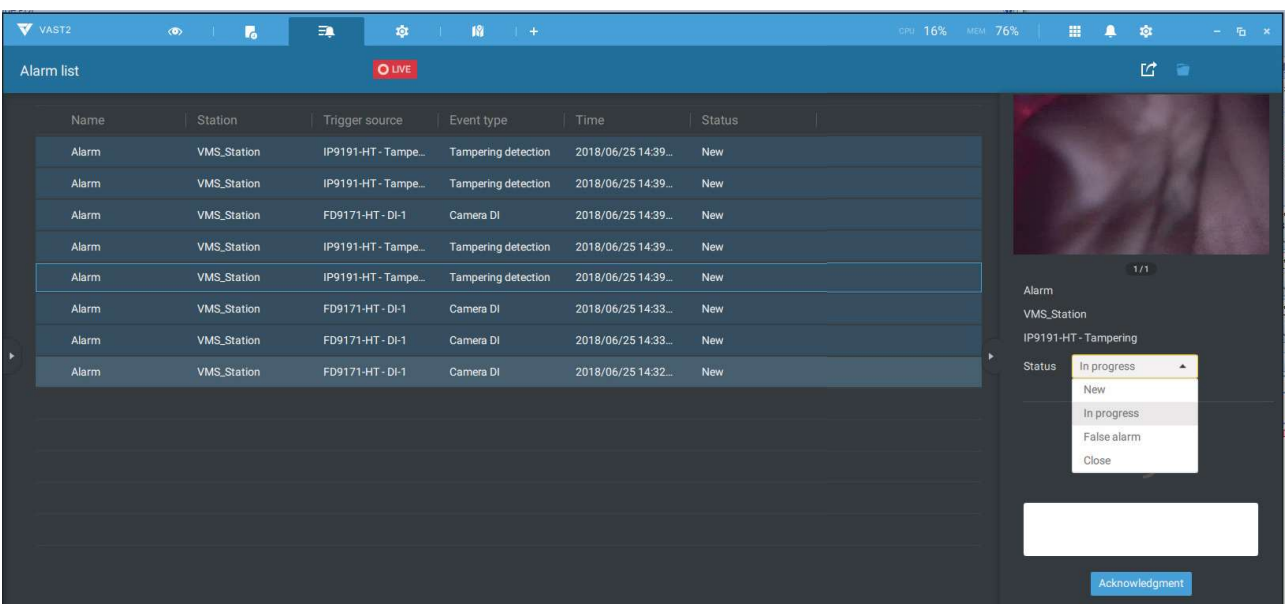 VAST2 CPU 16% MEM 76%
Alarm list LIVE
Name Station Trigger source Event type Time Status
Alarm VMS_Station IP9191-HT - Tampe... Tampering detection 2018/06/25 14:39... New
Alarm VMS_Station IP9191-HT - Tampe... Tampering detection 2018/06/25 14:39... New
Alarm VMS_Station FD9171-HT - DI-1 Camera DI 2018/06/25 14:39... New
Alarm VMS_Station IP9191-HT - Tampe... Tampering detection 2018/06/25 14:39... New
Alarm VMS_Station IP9191-HT - Tampe... Tampering detection 2018/06/25 14:39... New
Alarm VMS_Station FD9171-HT - DI-1 Camera DI 2018/06/25 14:33... New
Alarm VMS_Station FD9171-HT - DI-1 Camera DI 2018/06/25 14:33... New
Alarm VMS_Station FD9171-HT - DI-1 Camera DI 2018/06/25 14:32... New
1/1
Alarm
VMS_Station
IP9191-HT - Tampering
Status In progress
New
In progress
False alarm
Close
Acknowledgment